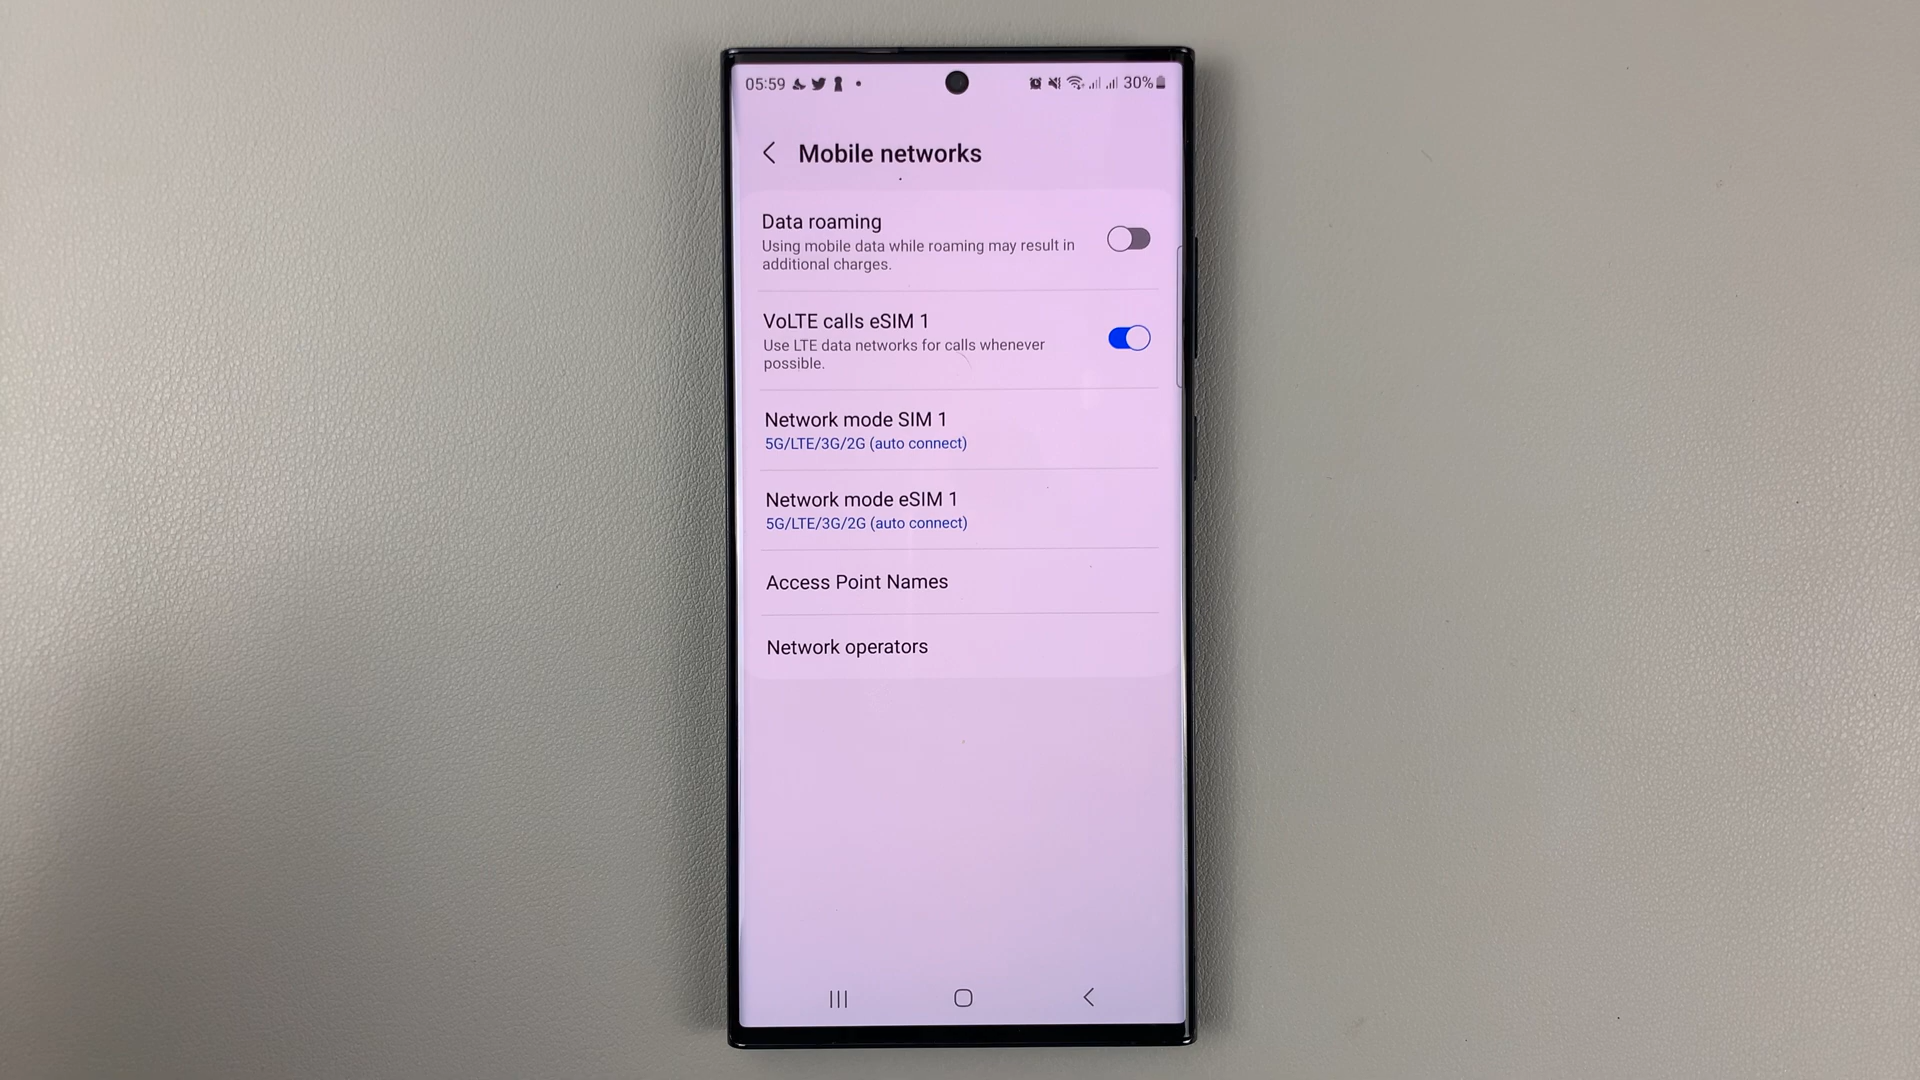 05:59 30%
Mobile networks
Data roaming
Using mobile data while roaming may result in
additional charges.
VoLTE calls eSIM 1
Use LTE data networks for calls whenever
possible.
Network mode SIM 1
5G/LTE/3G/2G (auto connect)
Network mode eSIM 1
5G/LTE/3G/2G (auto connect)
Access Point Names
Network operators